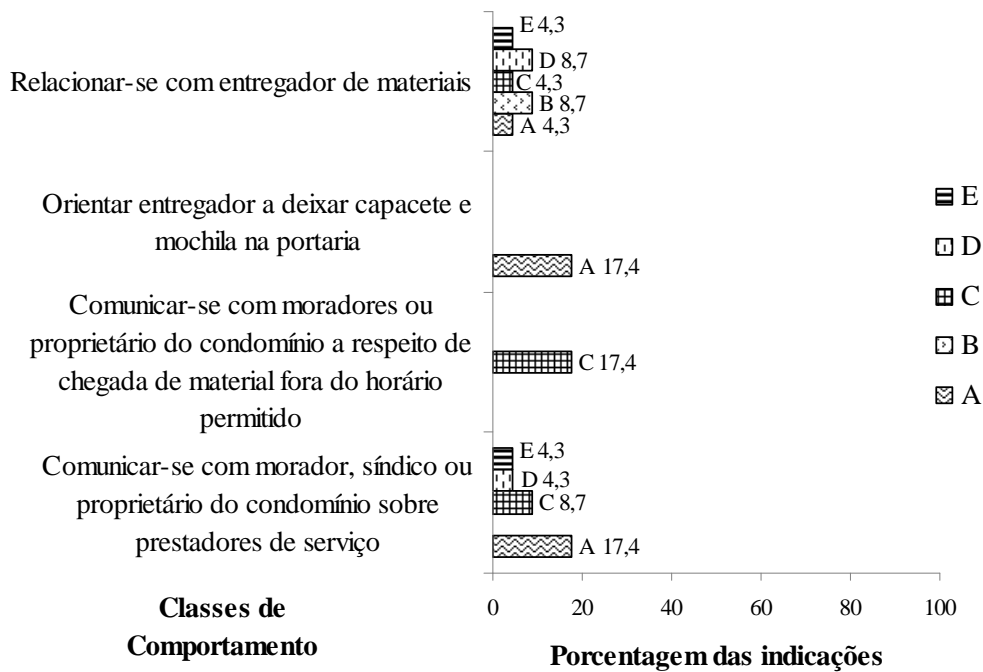 E 4,3
D 8,7
Relacionar-se com entregador de materiais
C 4,3
B 8,7
A 4,3
Orientar entregador a deixar capacete e
mochila na portaria
A 17,4
Comunicar-se com moradores ou
proprietário do condomínio a respeito de
chegada de material fora do horário
permitido
C 17,4
Comunicar-se com morador, síndico ou
proprietário do condomínio sobre
prestadores de serviço
E 4,3
D 4,3
C 8,7
A 17,4
E
D
C
B
A
0 20 40 60 80 100
Classes de
Comportamento
Porcentagem das indicações